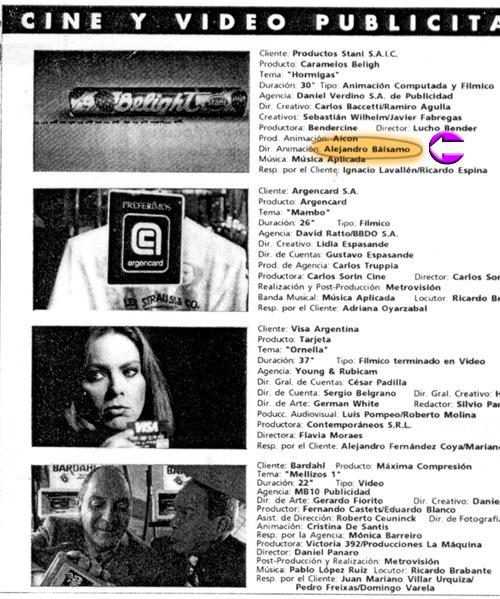 CINE Y VIDEO PUBLICITA
Cliente: Productos Stani S.A.I.C.
Producto: Caramelos Beligh
Tema: "Hormigas"
Duración: 30" Tipo: Animación Computada y Fílmico
Agencia: Daniel Verdino S.A. de Publicidad
Dir. Creativo: Carlos Baccetti/Ramiro Agulla
Creativos: Sebastián Wilhelm/Javier Fabregas
Productora: Bendercine Director: Lucho Bender
Prod. Animación: Aicon
Dir. Animación: Alejandro Bálsamo
Música: Música Aplicada
Resp. por el Cliente: Ignacio Lavallén/Ricardo Espina
Beligh
Stani
Cliente: Argencard S.A.
Producto: Argencard
Tema: "Mambo"
Duración: 26" Tipo: Fílmico
Agencia: David Ratto/BBDO S.A.
Dir. Creativo: Lidia Espasande
Dir. de Cuentas: Gustavo Espasande
Prod. de Agencia: Carlos Truppia
Productora: Carlos Sorin Cine Director: Carlos Sor
Realización y Post-Producción: Metrovisión
Banda Musical: Música Aplicada Locutor: Ricardo Br
Resp. por el Cliente: Adriana Oyarzabal
PREFERIMOS
argencard
LEVI STRAUSS & CO.
Cliente: Visa Argentina
Producto: Tarjeta
Tema: "Ornella"
Duración: 37" Tipo: Fílmico terminado en Video
Agencia: Young & Rubicam
Dir. Gral. de Cuentas: César Padilla
Dir. de Cuenta: Sergio Belgrano Dir. Gral. Creativo: H
Dir. de Arte: German White Redactor: Silvio Pan
Poducc. Audiovisual: Luis Pompeo/Roberto Molina
Productora: Contemporáneos S.R.L.
Directora: Flavia Moraes
Resp. por el Cliente: Alejandro Fernández Coya/Mariano
VISA
Cliente: Bardahl Producto: Máxima Compresión
Tema: "Mellizos 1"
Duración: 22" Tipo: Video
Agencia: MB10 Publicidad
Dir. de Arte: Gerardo Fiorito Dir. Creativo: Danie
Productor: Fernando Castets/Eduardo Blanco
Asist. de Dirección: Roberto Ceuninck Dir. de Fotografí
Animación: Cristina De Santis
Resp. por la Agencia: Mónica Barreiro
Productora: Victoria 392/Producciones La Máquina
Director: Daniel Panaro
Post-Producción y Realización: Metrovisión
Música: Pablo López Ruiz Locutor: Ricardo Brabante
Resp. por el Cliente: Juan Mariano Villar Urquiza/
Pedro Freixas/Domingo Varela
BARDAHL
BARDAHL